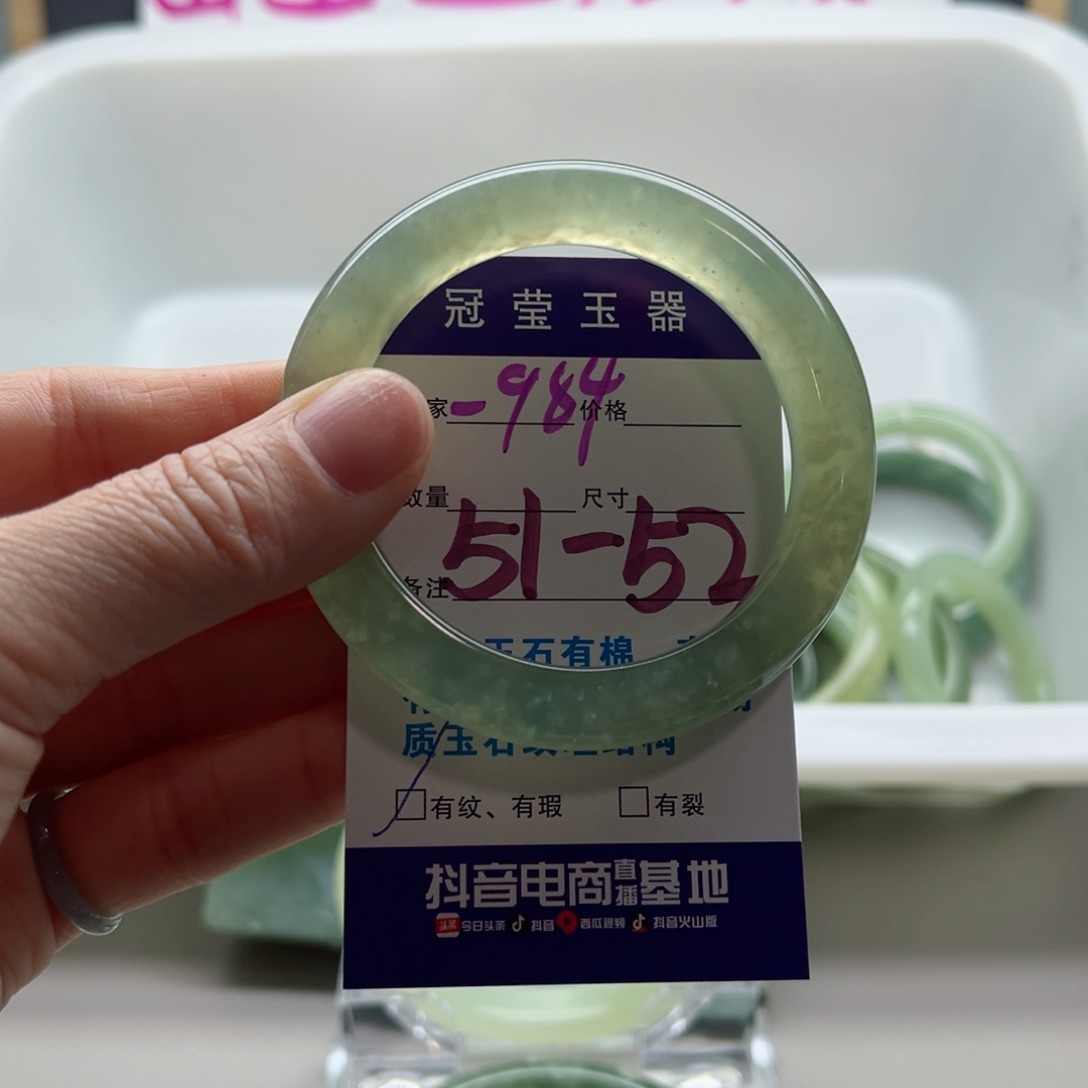 冠莹玉器
家 -984 价格
数量 尺寸
备注 51-52
玉石有棉
质玉石纹理结构
有纹、有瑕 有裂
抖音电商直播基地
头条 今日头条 抖音 西瓜视频 抖音火山版